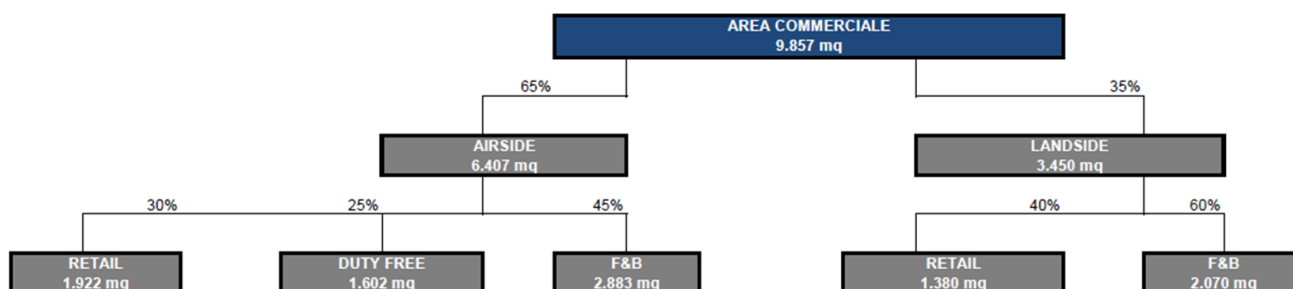 AREA COMMERCIALE
9.857 mq
65%
35%
AIRSIDE
6.407 mq
LANDSIDE
3.450 mq
30%
25%
45%
40%
60%
RETAIL
1.922 mq
DUTY FREE
1.602 mq
F&B
2.883 mq
RETAIL
1.380 mq
F&B
2.070 mq